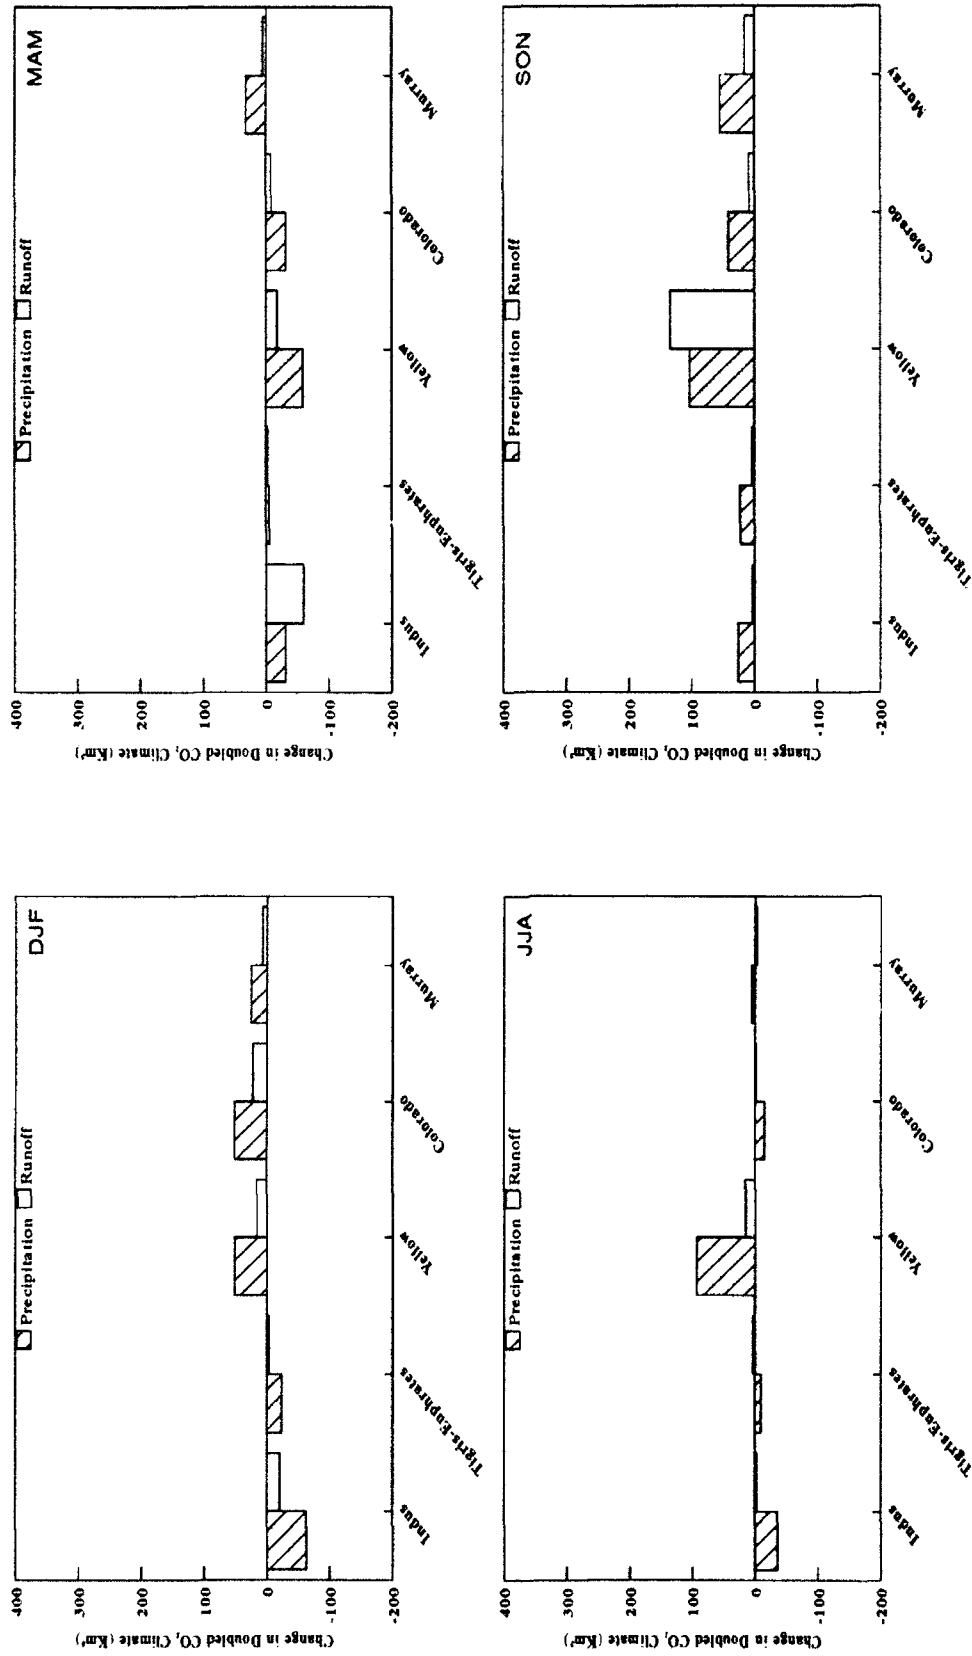 DJF
Precipitation Runoff
400
300
200
100
0
-100
-200
Change in Doubled CO₂ Climate (Km³)
Indus
Tigris-Euphrates
Yellow
Colorado
Murray
MAM
Precipitation Runoff
400
300
200
100
0
-100
-200
Change in Doubled CO₂ Climate (Km³)
Indus
Tigris-Euphrates
Yellow
Colorado
Murray
JJA
Precipitation Runoff
400
300
200
100
0
-100
-200
Change in Doubled CO₂ Climate (Km³)
Indus
Tigris-Euphrates
Yellow
Colorado
Murray
SON
Precipitation Runoff
400
300
200
100
0
-100
-200
Change in Doubled CO₂ Climate (Km³)
Indus
Tigris-Euphrates
Yellow
Colorado
Murray